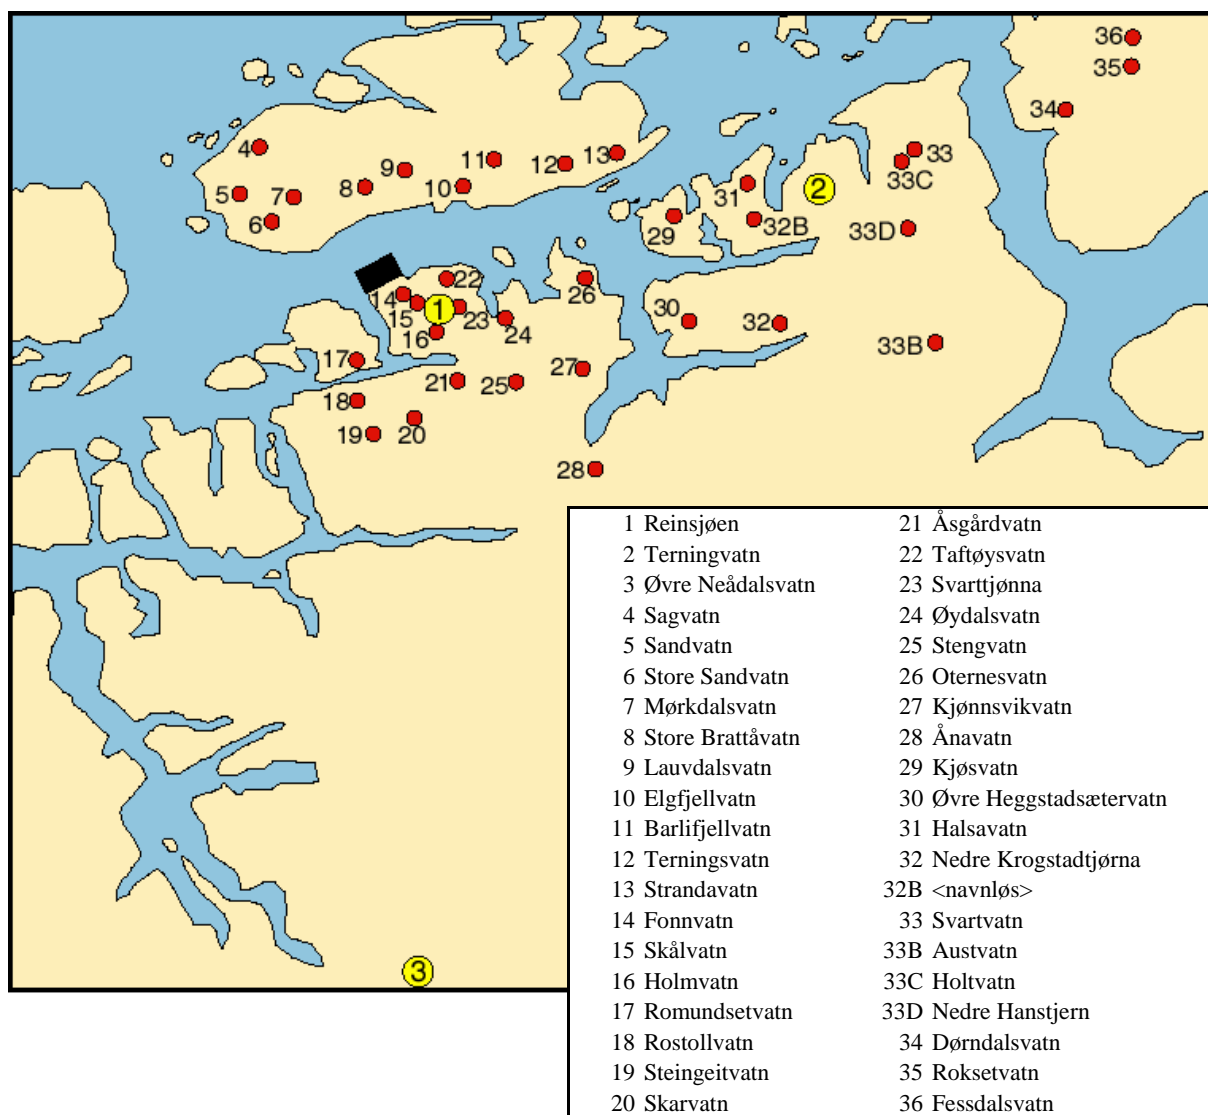 36
35
34
4
13
33
9
11
12
33C
8
10
31
2
5
7
29
32B
6
33D
22
26
14
1
15
23
30
32
16
24
33B
17
27
21
25
18
19
20
28
1 Reinsjøen
2 Terningvatn
3 Øvre Neådalsvatn
4 Sagvatn
5 Sandvatn
6 Store Sandvatn
7 Mørkdalsvatn
8 Store Brattåvatn
9 Lauvdalsvatn
10 Elgfjellvatn
11 Barlifjellvatn
12 Terningsvatn
13 Strandavatn
14 Fonnvatn
15 Skålvatn
16 Holmvatn
17 Romundsetvatn
18 Rostollvatn
19 Steingeitvatn
20 Skarvatn
21 Åsgårdvatn
22 Taftøysvatn
23 Svarttjønna
24 Øydalsvatn
25 Stengvatn
26 Oternesvatn
27 Kjønnsvikvatn
28 Ånavatn
29 Kjøsvatn
30 Øvre Heggstadsætervatn
31 Halsavatn
32 Nedre Krogstadtjørna
32B <navnløs>
33 Svartvatn
33B Austvatn
33C Holtvatn
33D Nedre Hanstjern
34 Dørndalsvatn
35 Roksetvatn
36 Fessdalsvatn
3